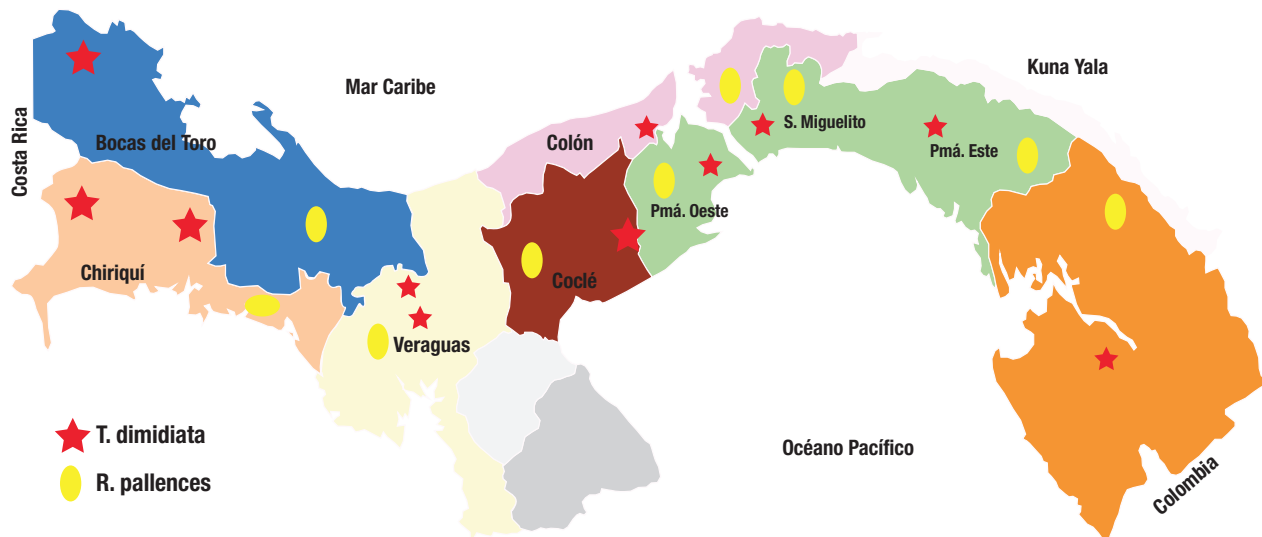 Costa Rica
Mar Caribe
Kuna Yala
Bocas del Toro
Colón
S. Miguelito
Pmá. Este
Pmá. Oeste
Chiriquí
Coclé
Veraguas
T. dimidiata
R. pallences
Océano Pacífico
Colombia